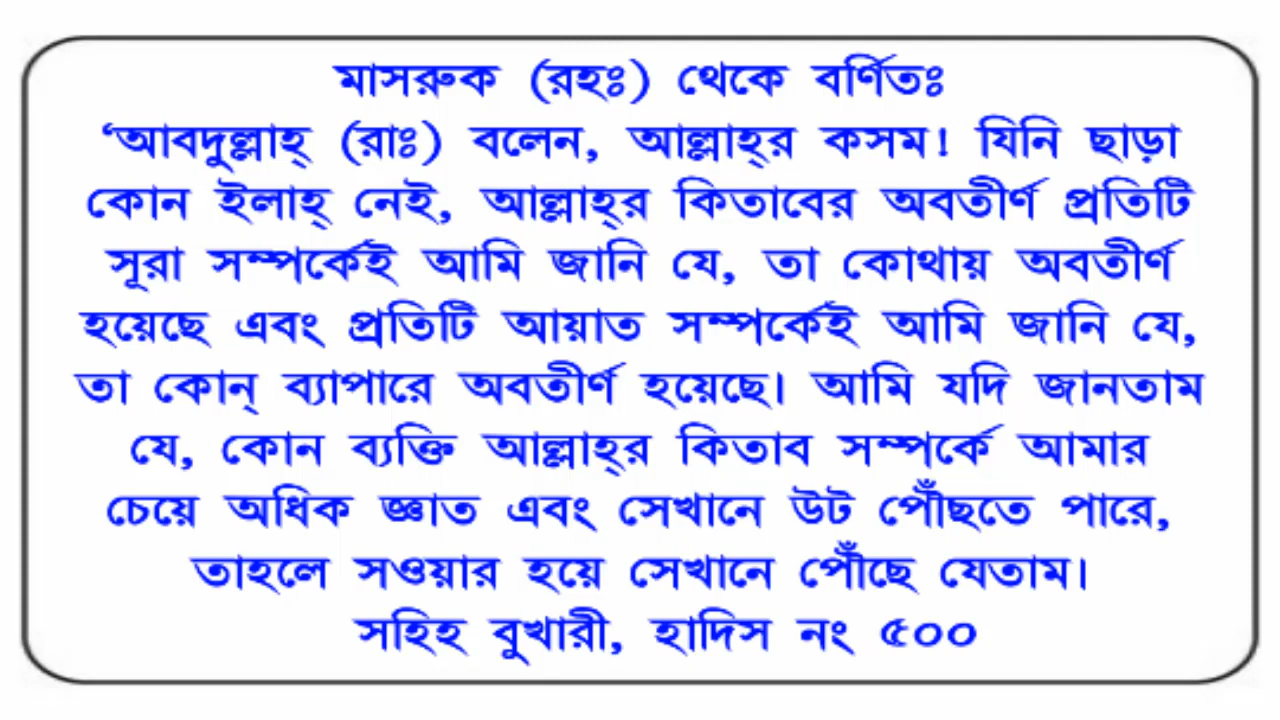 মাসরুক (রহঃ) থেকে বর্ণিতঃ
‘আবদুল্লাহ্ (রাঃ) বলেন, আল্লাহ্‌র কসম! যিনি ছাড়া
কোন ইলাহ্ নেই, আল্লাহ্‌র কিতাবের অবতীর্ণ প্রতিটি
সূরা সম্পর্কেই আমি জানি যে, তা কোথায় অবতীর্ণ
হয়েছে এবং প্রতিটি আয়াত সম্পর্কেই আমি জানি যে,
তা কোন্ ব্যাপারে অবতীর্ণ হয়েছে। আমি যদি জানতাম
যে, কোন ব্যক্তি আল্লাহ্‌র কিতাব সম্পর্কে আমার
চেয়ে অধিক জ্ঞাত এবং সেখানে উট পৌঁছতে পারে,
তাহলে সওয়ার হয়ে সেখানে পৌঁছে যেতাম।
সহিহ বুখারী, হাদিস নং ৫০০